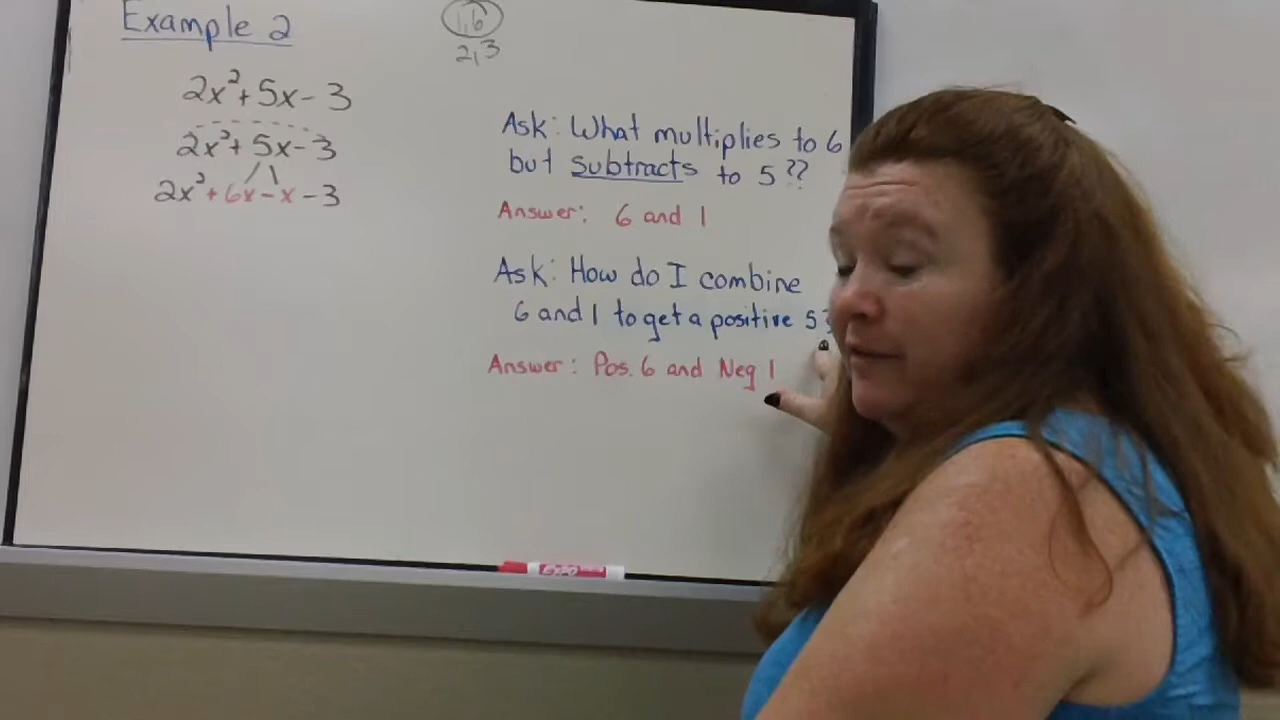 Example 2
1,6
2,3
2x²+5x-3
2x²+5x-3
2x²+6x-x-3
Ask: What multiplies to 6
but subtracts to 5??
Answer: 6 and 1
Ask: How do I combine
6 and 1 to get a positive 5?
Answer: Pos. 6 and Neg 1
EXPO